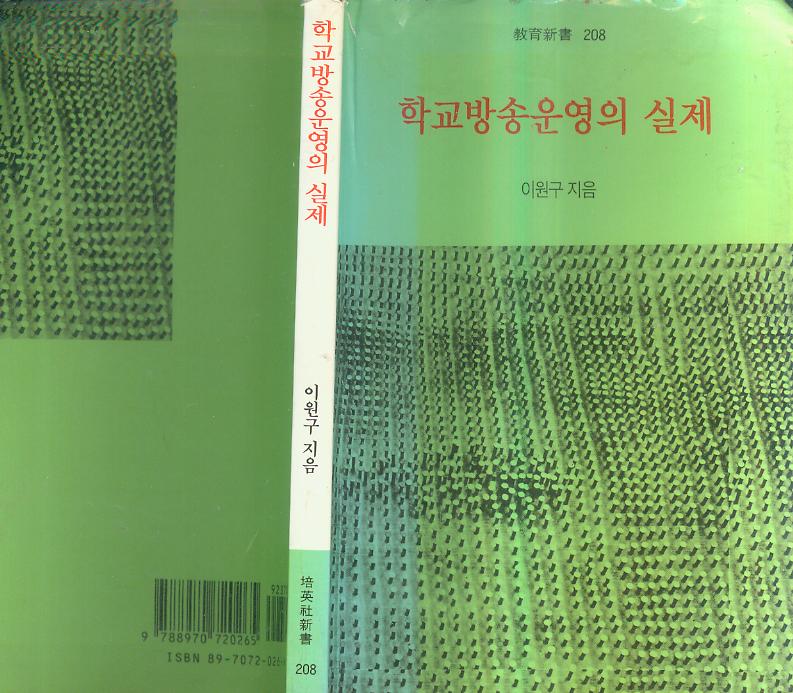 教育新書 208
학교방송운영의 실제
이원구 지음
학교방송운영의 실제
이원구 지음
培英社新書
208
9 788970 720265
ISBN 89-7072-026-